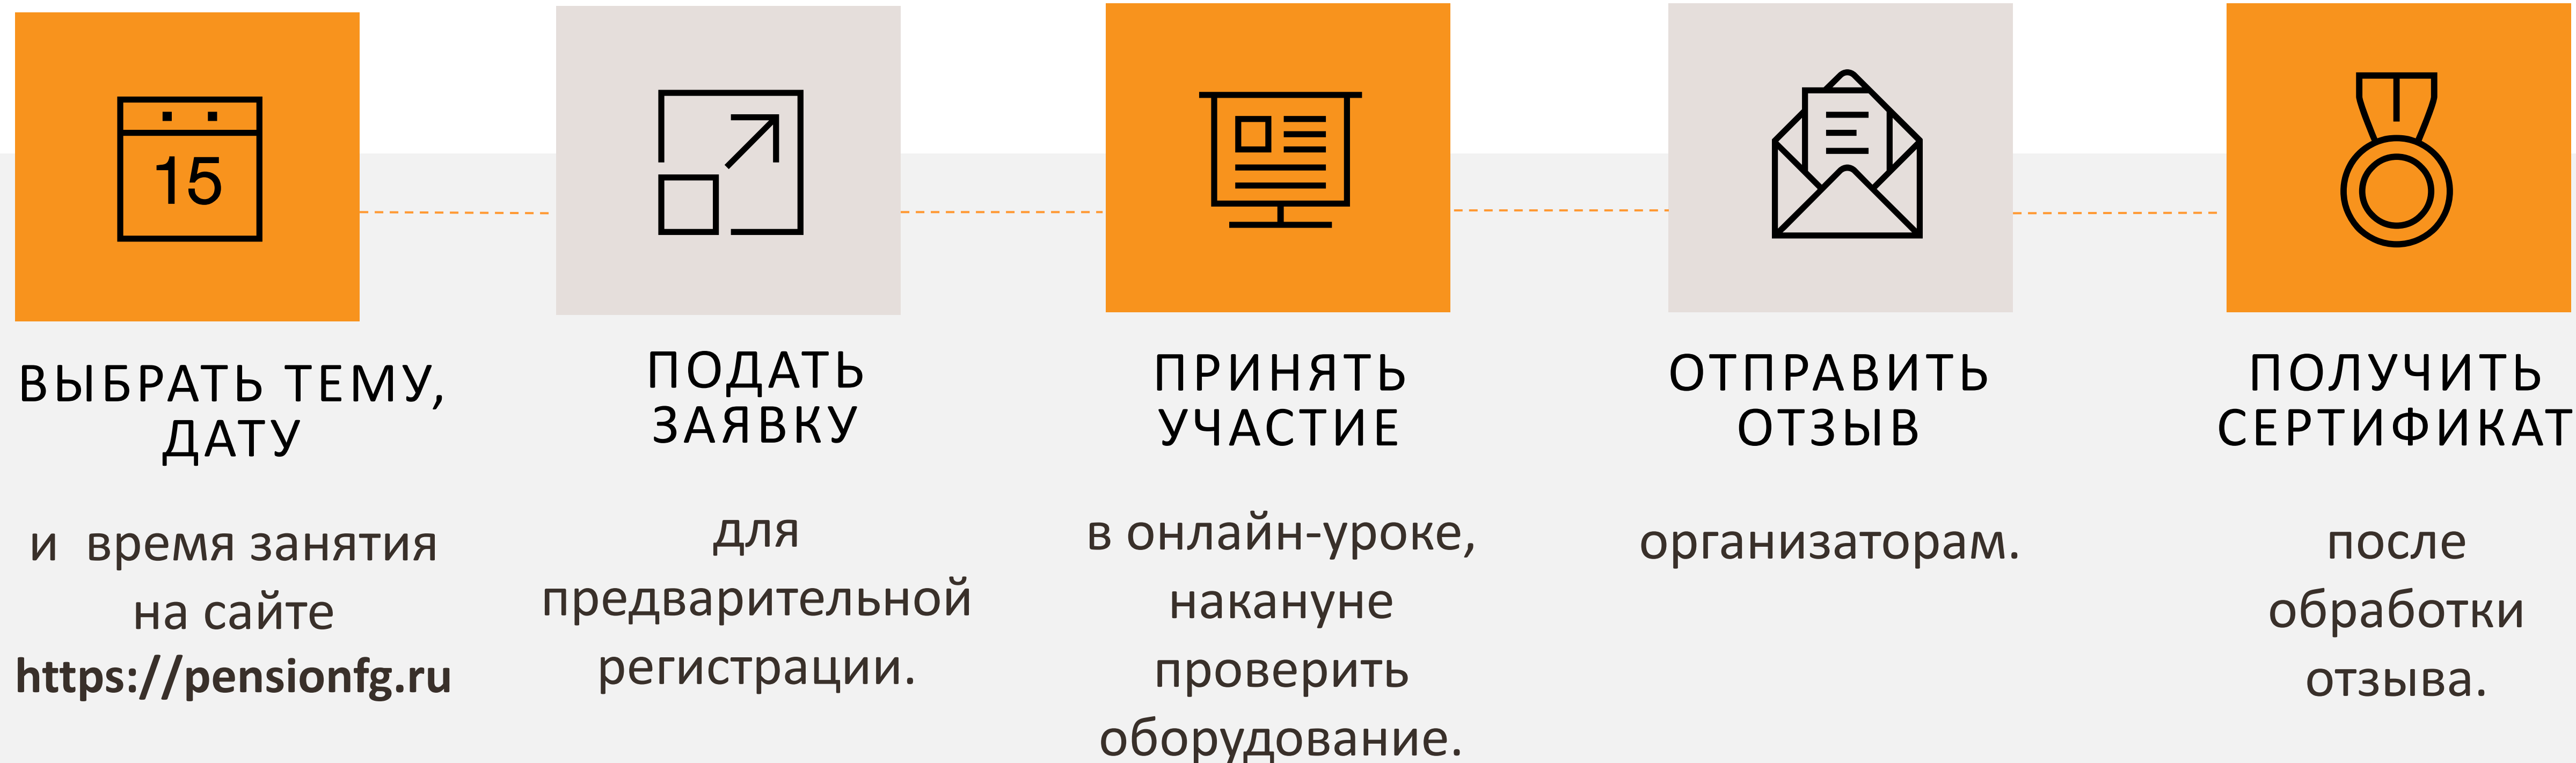 15
ВЫБРАТЬ ТЕМУ,
ДАТУ
и время занятия
на сайте
https://pensionfg.ru
ПОДАТЬ
ЗАЯВКУ
для
предварительной
регистрации.
ПРИНЯТЬ
УЧАСТИЕ
в онлайн-уроке,
накануне
проверить
оборудование.
ОТПРАВИТЬ
ОТЗЫВ
организаторам.
ПОЛУЧИТЬ
СЕРТИФИКАТ
после
обработки
отзыва.